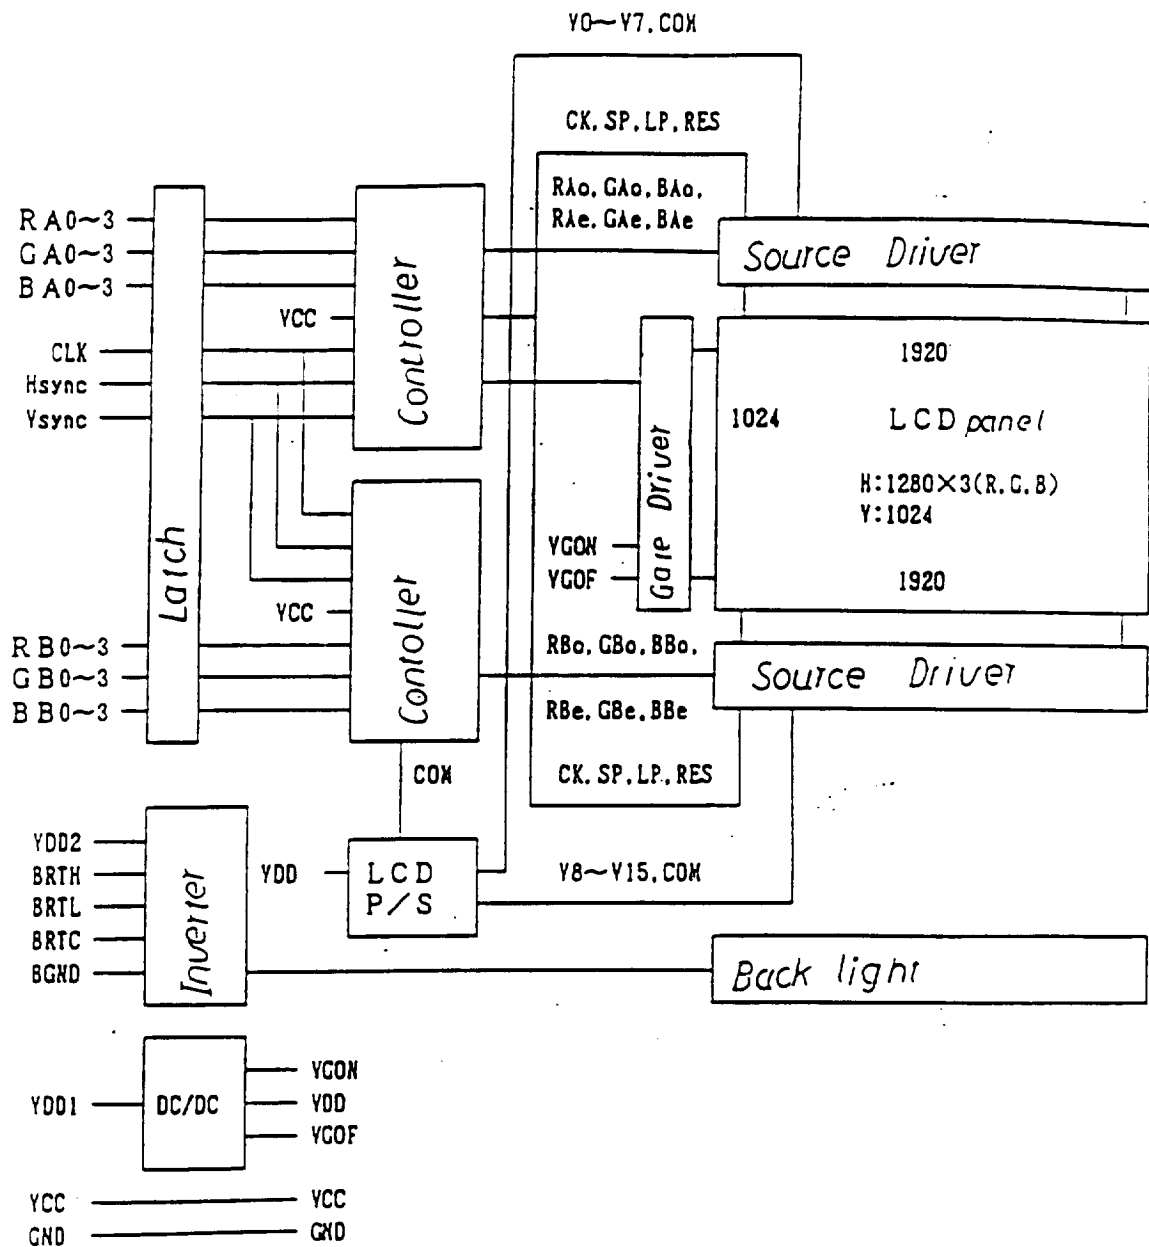 V0~V7.COM
CK.SP.LP.RES
RAo.GAo.BAo.
RAe.GAe.BAe
RA0~3
GA0~3
BA0~3
VCC
CLK
Hsync
Vsync
Latch
Controller
Source Driver
Gate Driver
1920
1024
LCD panel
H:1280×3(R.G.B)
V:1024
1920
VGON
VGOF
VCC
Controller
RB0~3
GB0~3
BB0~3
RBo.GBo.BBo.
RBe.GBe.BBe
Source Driver
COM
CK.SP.LP.RES
VDD2
BRTH
BRTL
BRTC
BGND
Inverter
VDD
LCD
P/S
V8~V15.COM
Back light
VDD1
DC/DC
VGON
VDD
VGOF
VCC
VCC
GND
GND